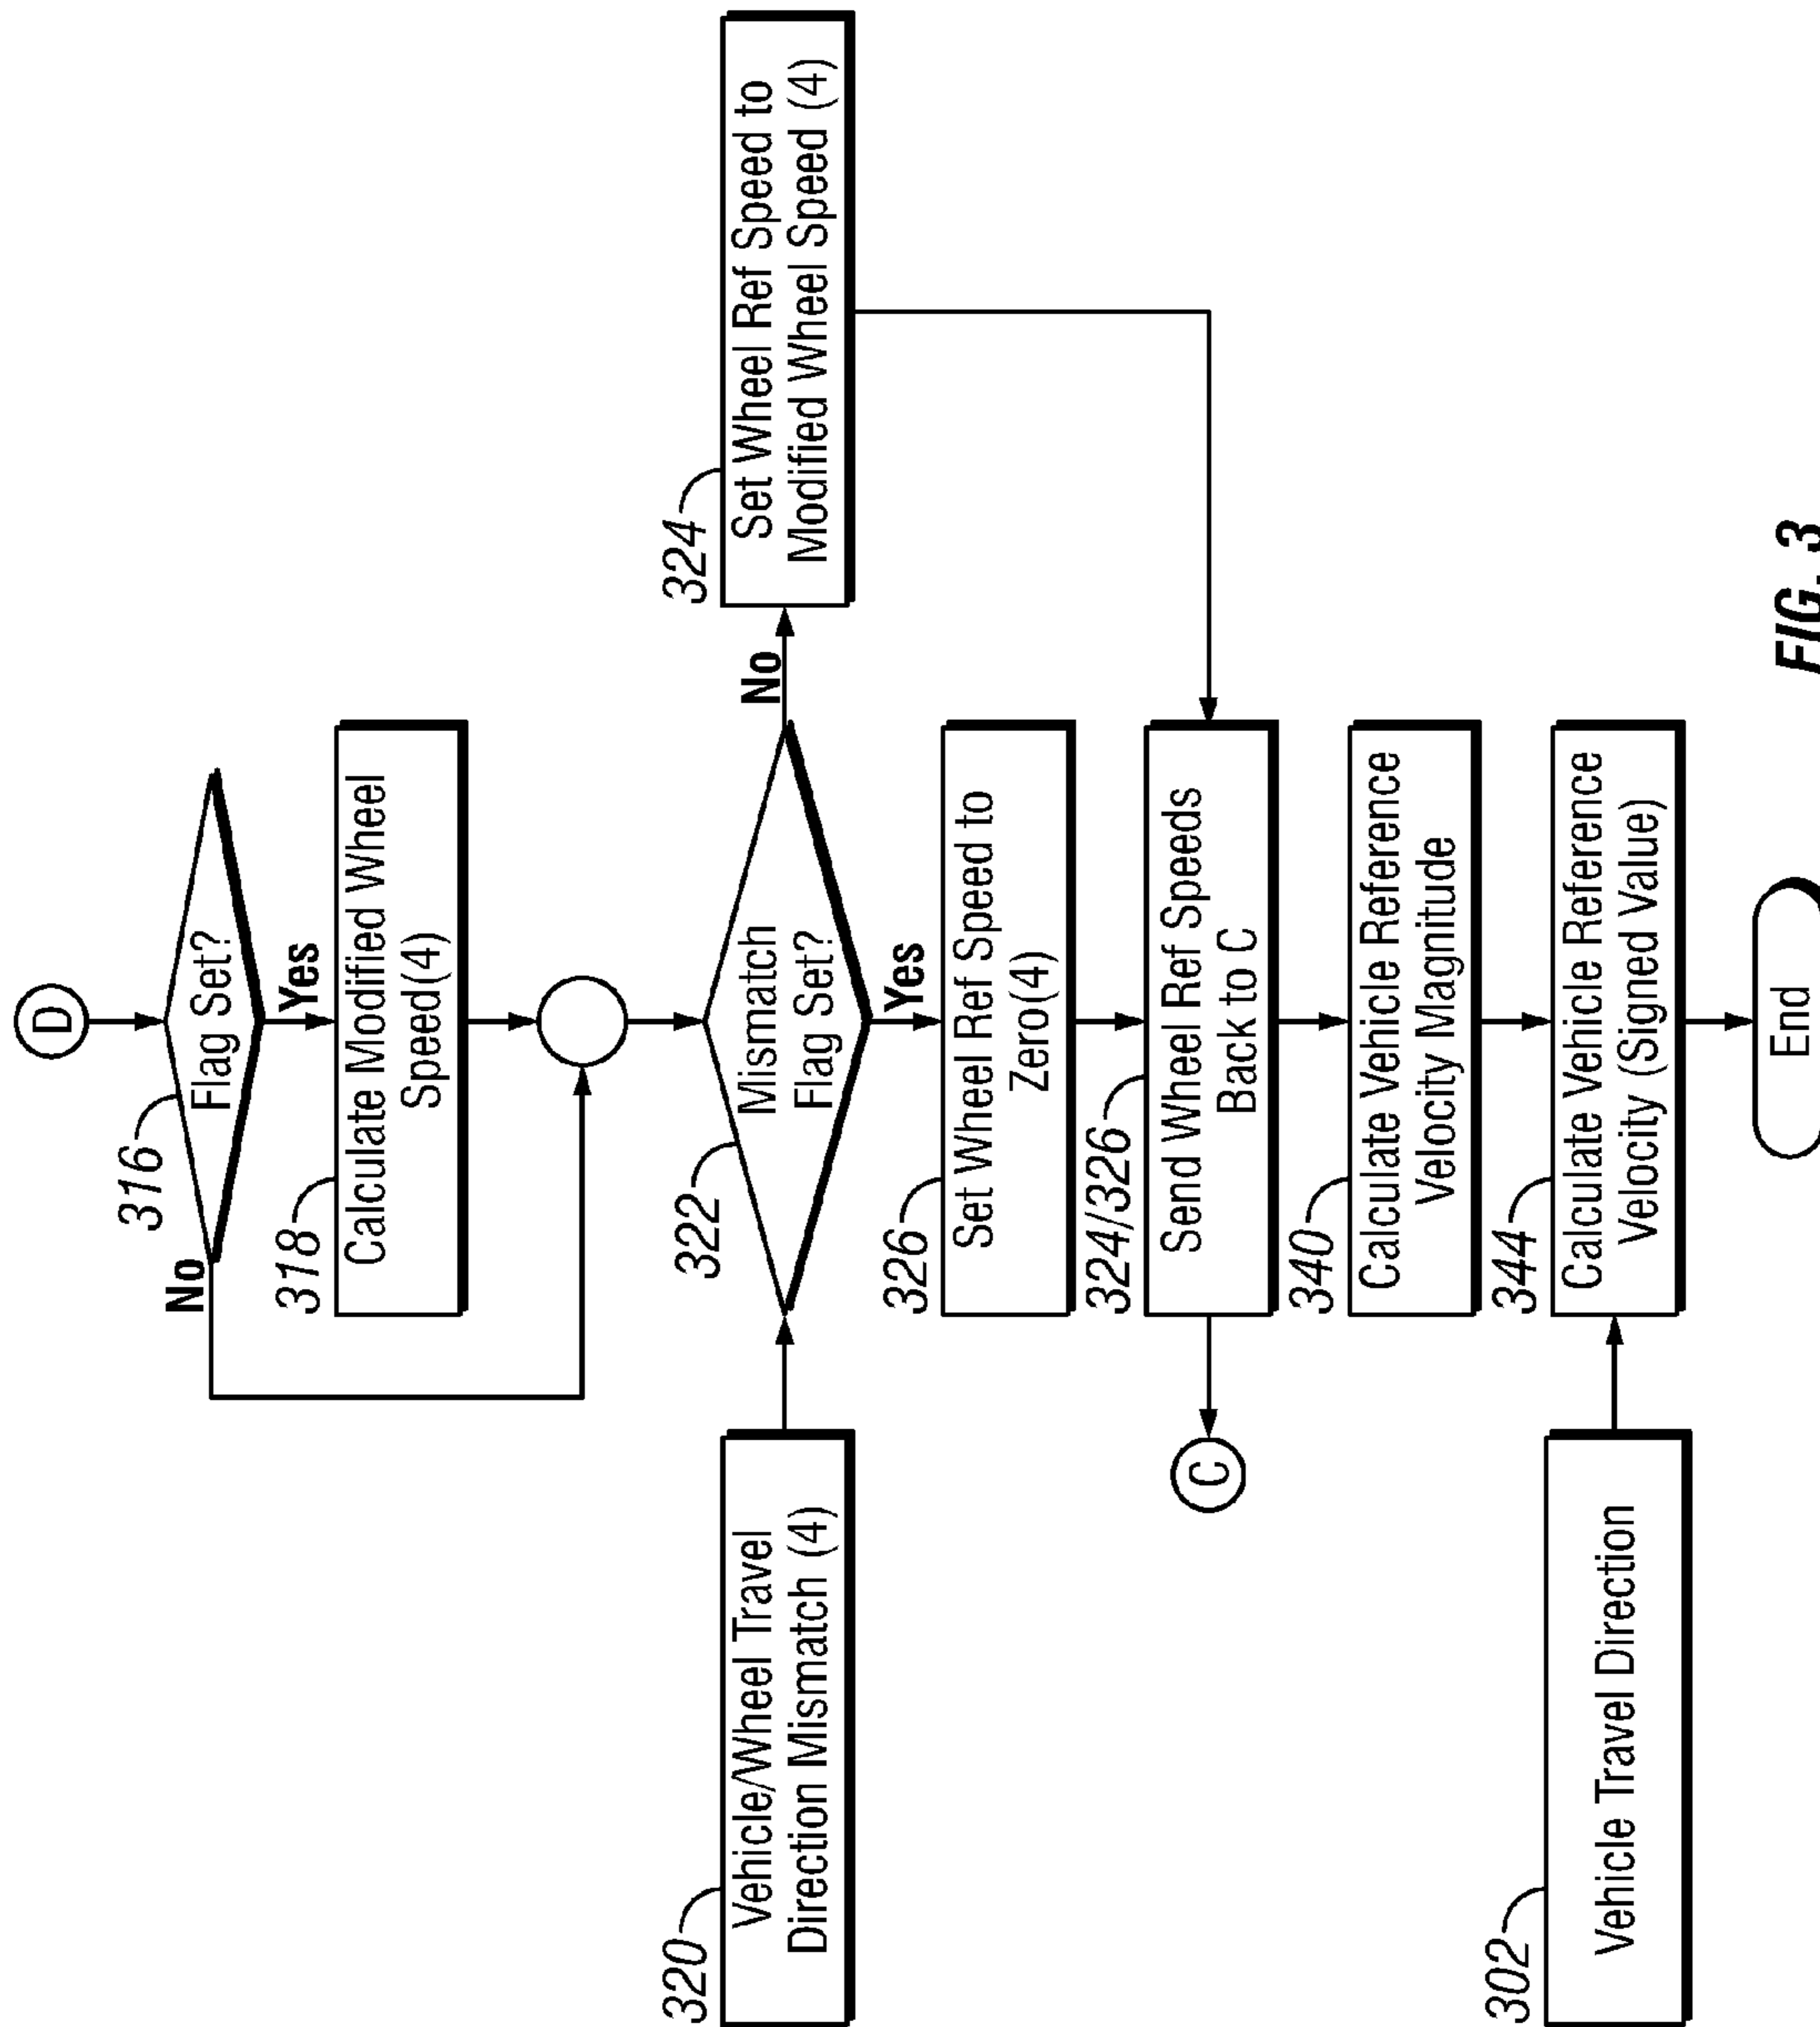 D
316
Flag Set?
No
Yes
318
Calculate Modified Wheel
Speed(4)
320
Vehicle/Wheel Travel
Direction Mismatch (4)
322
Mismatch
Flag Set?
No
324
Set Wheel Ref Speed to
Modified Wheel Speed (4)
Yes
326
Set Wheel Ref Speed to
Zero(4)
324/326
Send Wheel Ref Speeds
Back to C
C
340
Calculate Vehicle Reference
Velocity Magnitude
302
Vehicle Travel Direction
344
Calculate Vehicle Reference
Velocity (Signed Value)
End
FIG. 3